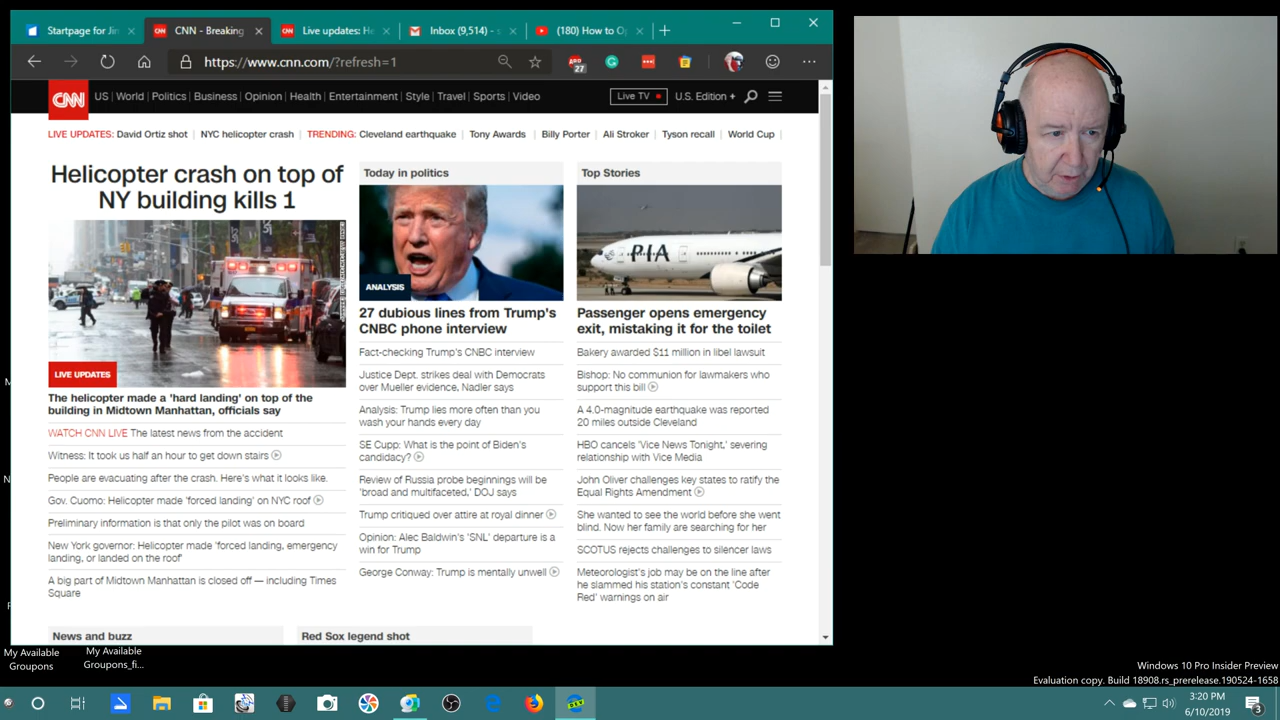 Startpage for Jin
CNN - Breaking
Live updates: He
Inbox (9,514) - s
(180) How to Op
https://www.cnn.com/?refresh=1
27
CNN
US | World | Politics | Business | Opinion | Health | Entertainment | Style | Travel | Sports | Video
Live TV
U.S. Edition +
LIVE UPDATES: David Ortiz shot | NYC helicopter crash | TRENDING: Cleveland earthquake | Tony Awards | Billy Porter | Ali Stroker | Tyson recall | World Cup |
Helicopter crash on top of
NY building kills 1
LIVE UPDATES
The helicopter made a 'hard landing' on top of the
building in Midtown Manhattan, officials say
WATCH CNN LIVE The latest news from the accident
Witness: It took us half an hour to get down stairs
People are evacuating after the crash. Here's what it looks like.
Gov. Cuomo: Helicopter made 'forced landing' on NYC roof
Preliminary information is that only the pilot was on board
New York governor: Helicopter made 'forced landing, emergency
landing, or landed on the roof'
A big part of Midtown Manhattan is closed off — including Times
Square
Today in politics
ANALYSIS
27 dubious lines from Trump's
CNBC phone interview
Fact-checking Trump's CNBC interview
Justice Dept. strikes deal with Democrats
over Mueller evidence, Nadler says
Analysis: Trump lies more often than you
wash your hands every day
SE Cupp: What is the point of Biden's
candidacy?
Review of Russia probe beginnings will be
'broad and multifaceted,' DOJ says
Trump critiqued over attire at royal dinner
Opinion: Alec Baldwin's 'SNL' departure is a
win for Trump
George Conway: Trump is mentally unwell
Top Stories
PIA
Passenger opens emergency
exit, mistaking it for the toilet
Bakery awarded $11 million in libel lawsuit
Bishop: No communion for lawmakers who
support this bill
A 4.0-magnitude earthquake was reported
20 miles outside Cleveland
HBO cancels 'Vice News Tonight,' severing
relationship with Vice Media
John Oliver challenges key states to ratify the
Equal Rights Amendment
She wanted to see the world before she went
blind. Now her family are searching for her
SCOTUS rejects challenges to silencer laws
Meteorologist's job may be on the line after
he slammed his station's constant 'Code
Red' warnings on air
News and buzz
Red Sox legend shot
My Available
Groupons
My Available
Groupons_fi...
Windows 10 Pro Insider Preview
Evaluation copy. Build 18908.rs_prerelease.190524-1658
3:20 PM
6/10/2019
3